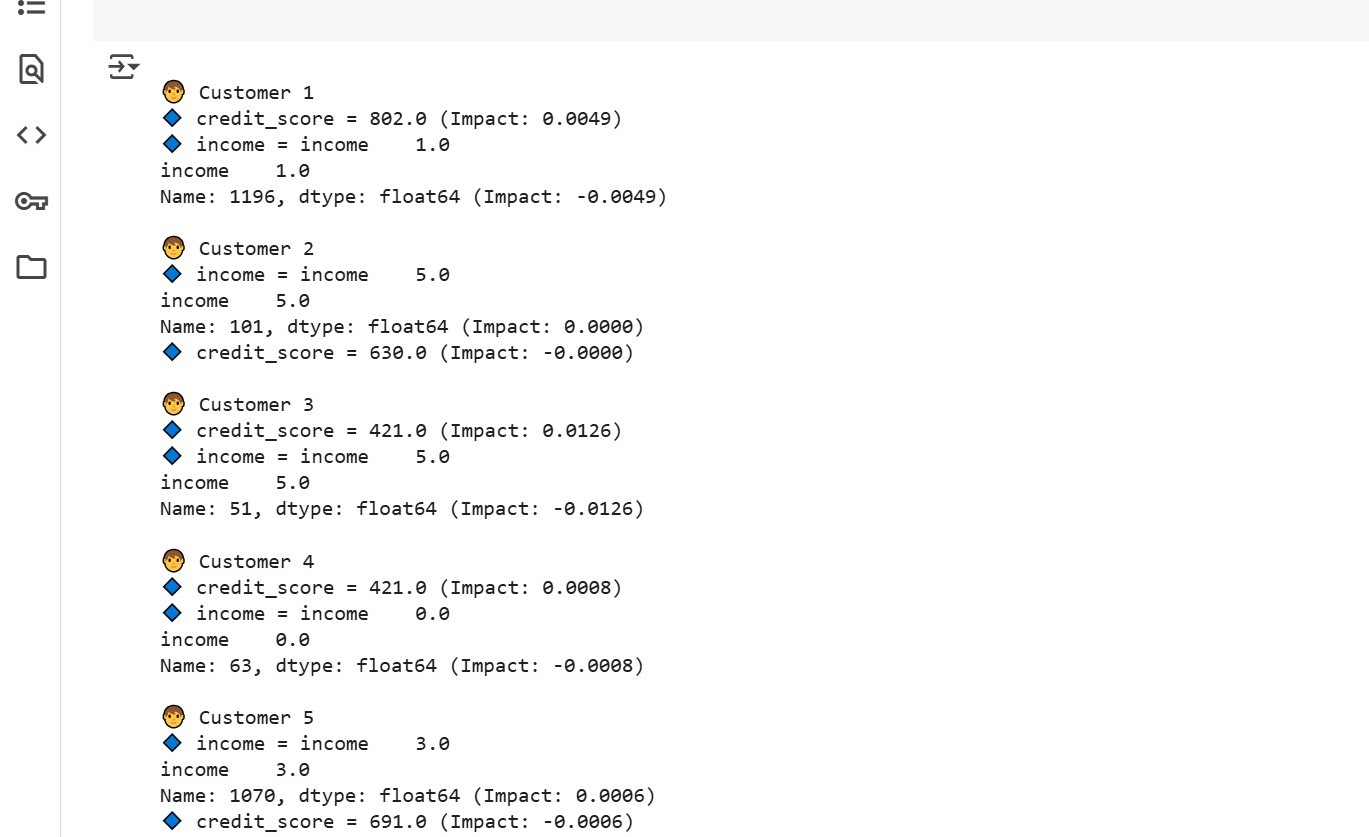 Customer 1
credit_score = 802.0 (Impact: 0.0049)
income = income    1.0
income    1.0
Name: 1196, dtype: float64 (Impact: -0.0049)
Customer 2
income = income    5.0
income    5.0
Name: 101, dtype: float64 (Impact: 0.0000)
credit_score = 630.0 (Impact: -0.0000)
Customer 3
credit_score = 421.0 (Impact: 0.0126)
income = income    5.0
income    5.0
Name: 51, dtype: float64 (Impact: -0.0126)
Customer 4
credit_score = 421.0 (Impact: 0.0008)
income = income    0.0
income    0.0
Name: 63, dtype: float64 (Impact: -0.0008)
Customer 5
income = income    3.0
income    3.0
Name: 1070, dtype: float64 (Impact: 0.0006)
credit_score = 691.0 (Impact: -0.0006)